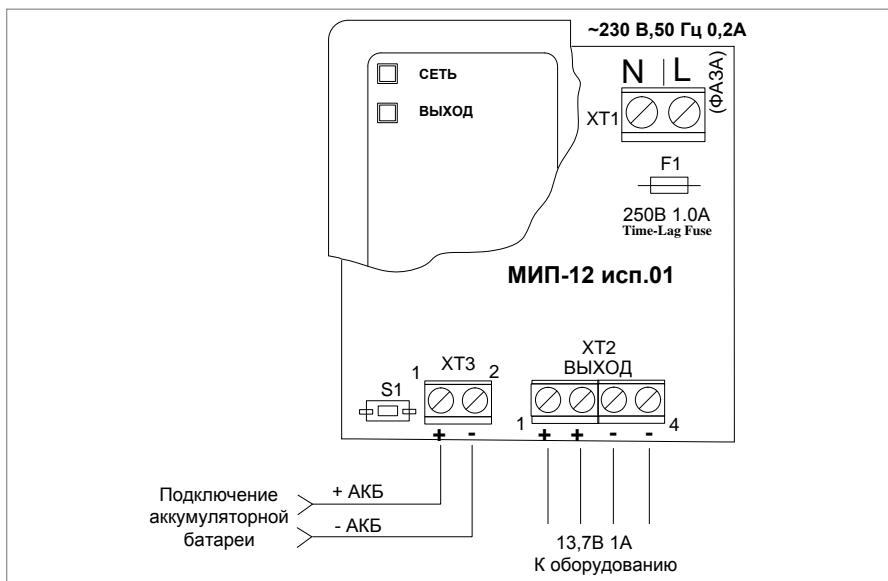 ~230 В,50 Гц 0,2А
СЕТЬ
ВЫХОД
N | L
(ФАЗА)
XT1
F1
250В 1.0А
Time-Lag Fuse
МИП-12 исп.01
XT3
1 2
S1
+ -
XT2
ВЫХОД
1 4
+ + - -
Подключение
аккумуляторной
батареи
+ АКБ
- АКБ
13,7В 1А
К оборудованию